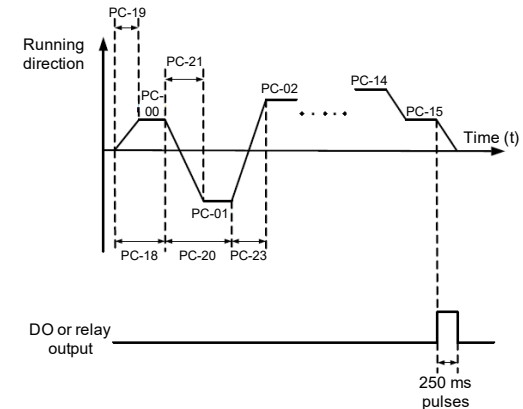 PC-19
Running
direction
PC-21
PC-
00
PC-02
PC-14
PC-15
Time (t)
PC-01
PC-18
PC-20
PC-23
DO or relay
output
250 ms
pulses